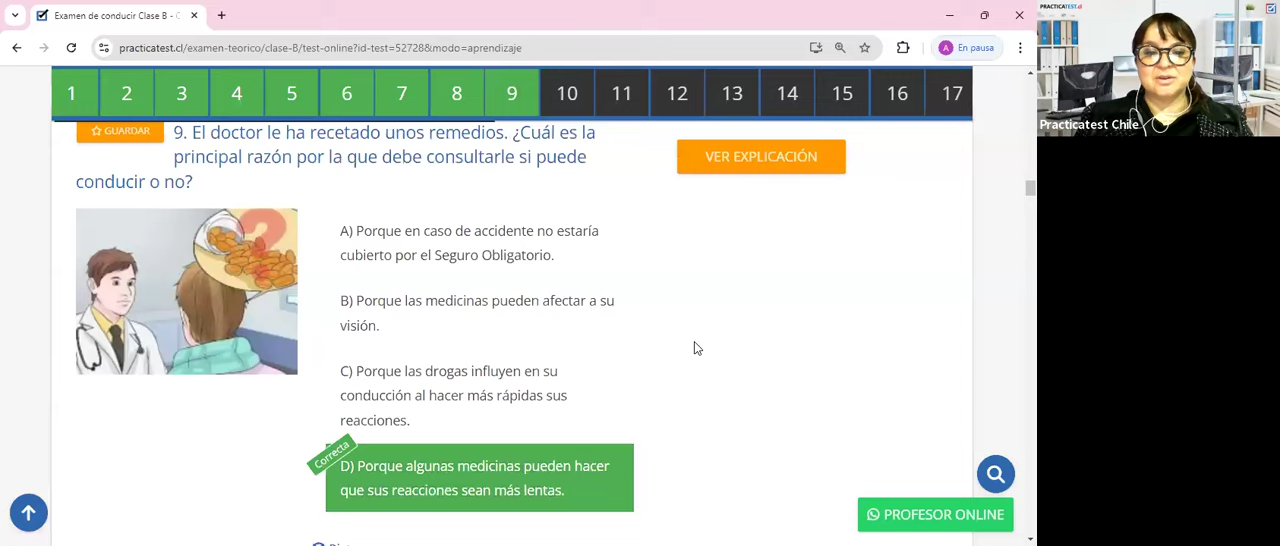 Examen de conducir Clase B - C
practicatest.cl/examen-teorico/clase-B/test-online?id-test=52728&modo=aprendizaje
A En pausa
PRACTICATEST.cl
Practicatest Chile
1 2 3 4 5 6 7 8 9 10 11 12 13 14 15 16 17
GUARDAR
9. El doctor le ha recetado unos remedios. ¿Cuál es la
principal razón por la que debe consultarle si puede
conducir o no?
VER EXPLICACIÓN
A) Porque en caso de accidente no estaría
cubierto por el Seguro Obligatorio.
B) Porque las medicinas pueden afectar a su
visión.
C) Porque las drogas influyen en su
conducción al hacer más rápidas sus
reacciones.
Correcta
D) Porque algunas medicinas pueden hacer
que sus reacciones sean más lentas.
PROFESOR ONLINE